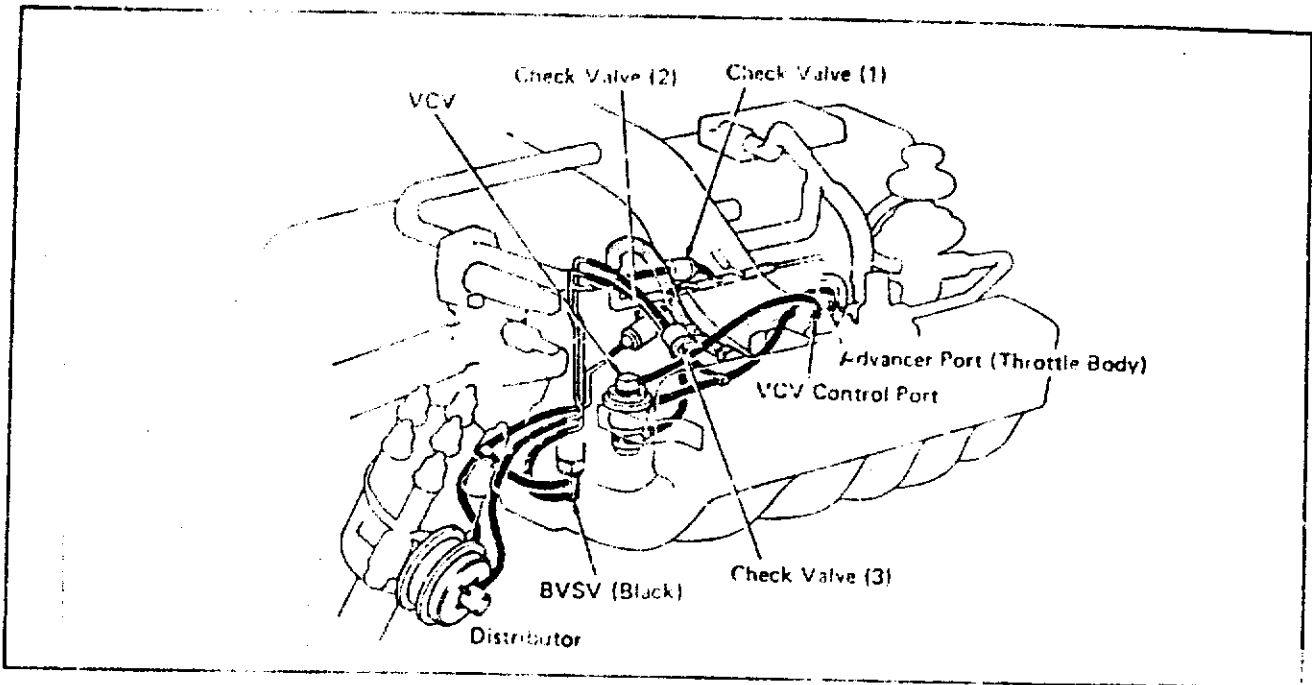 Check Valve (2)
Check Valve (1)
VCV
Advancer Port (Throttle Body)
VCV Control Port
Check Valve (3)
BVSV (Black)
Distributor